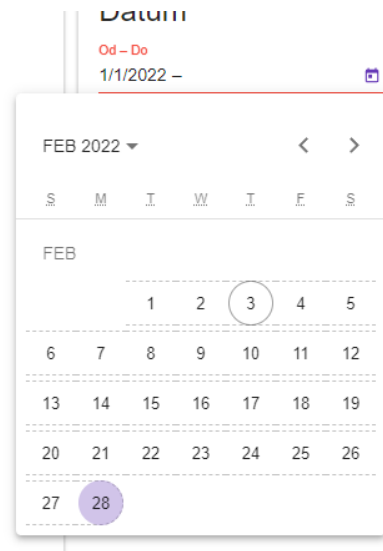 Datum
Od – Do
1/1/2022 –
FEB 2022
S M T W T F S
FEB
1 2 3 4 5
6 7 8 9 10 11 12
13 14 15 16 17 18 19
20 21 22 23 24 25 26
27 28